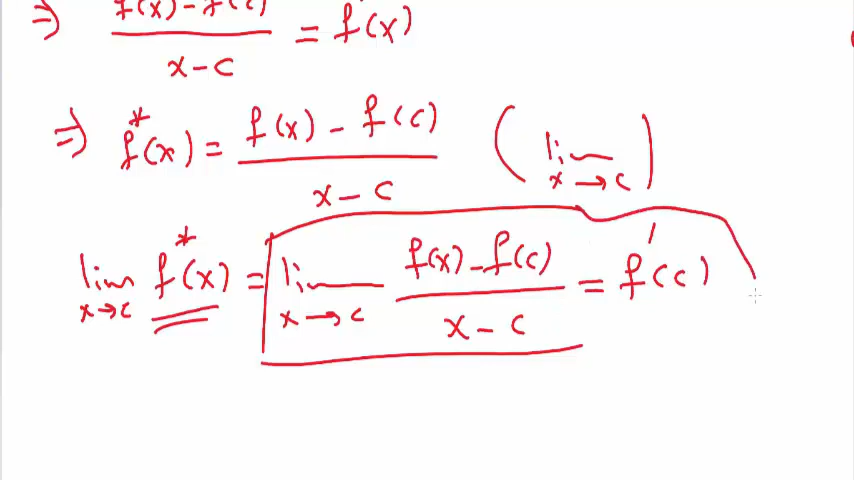 ⇒ f(x) - f(c) / x - c = f*(x)
⇒ f*(x) = f(x) - f(c) / x - c ( lim x→c )
lim x→c f*(x) = lim x→c f(x) - f(c) / x - c = f'(c)